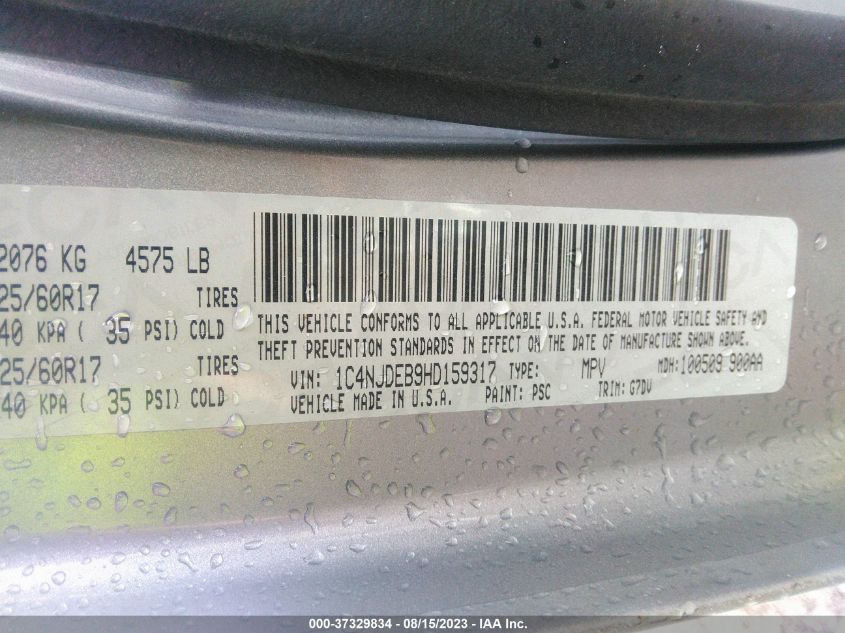 2076 KG 4575 LB
25/60R17 TIRES
40 KPA ( 35 PSI) COLD
25/60R17 TIRES
40 KPA ( 35 PSI) COLD
THIS VEHICLE CONFORMS TO ALL APPLICABLE U.S.A. FEDERAL MOTOR VEHICLE SAFETY AND
THEFT PREVENTION STANDARDS IN EFFECT ON THE DATE OF MANUFACTURE SHOWN ABOVE.
VIN: 1C4NJDEB9HD159317 TYPE: MPV MDH: 100509 900AA
VEHICLE MADE IN U.S.A. PAINT: PSC TRIM: G7DV
000-37329834 - 08/15/2023 - IAA Inc.